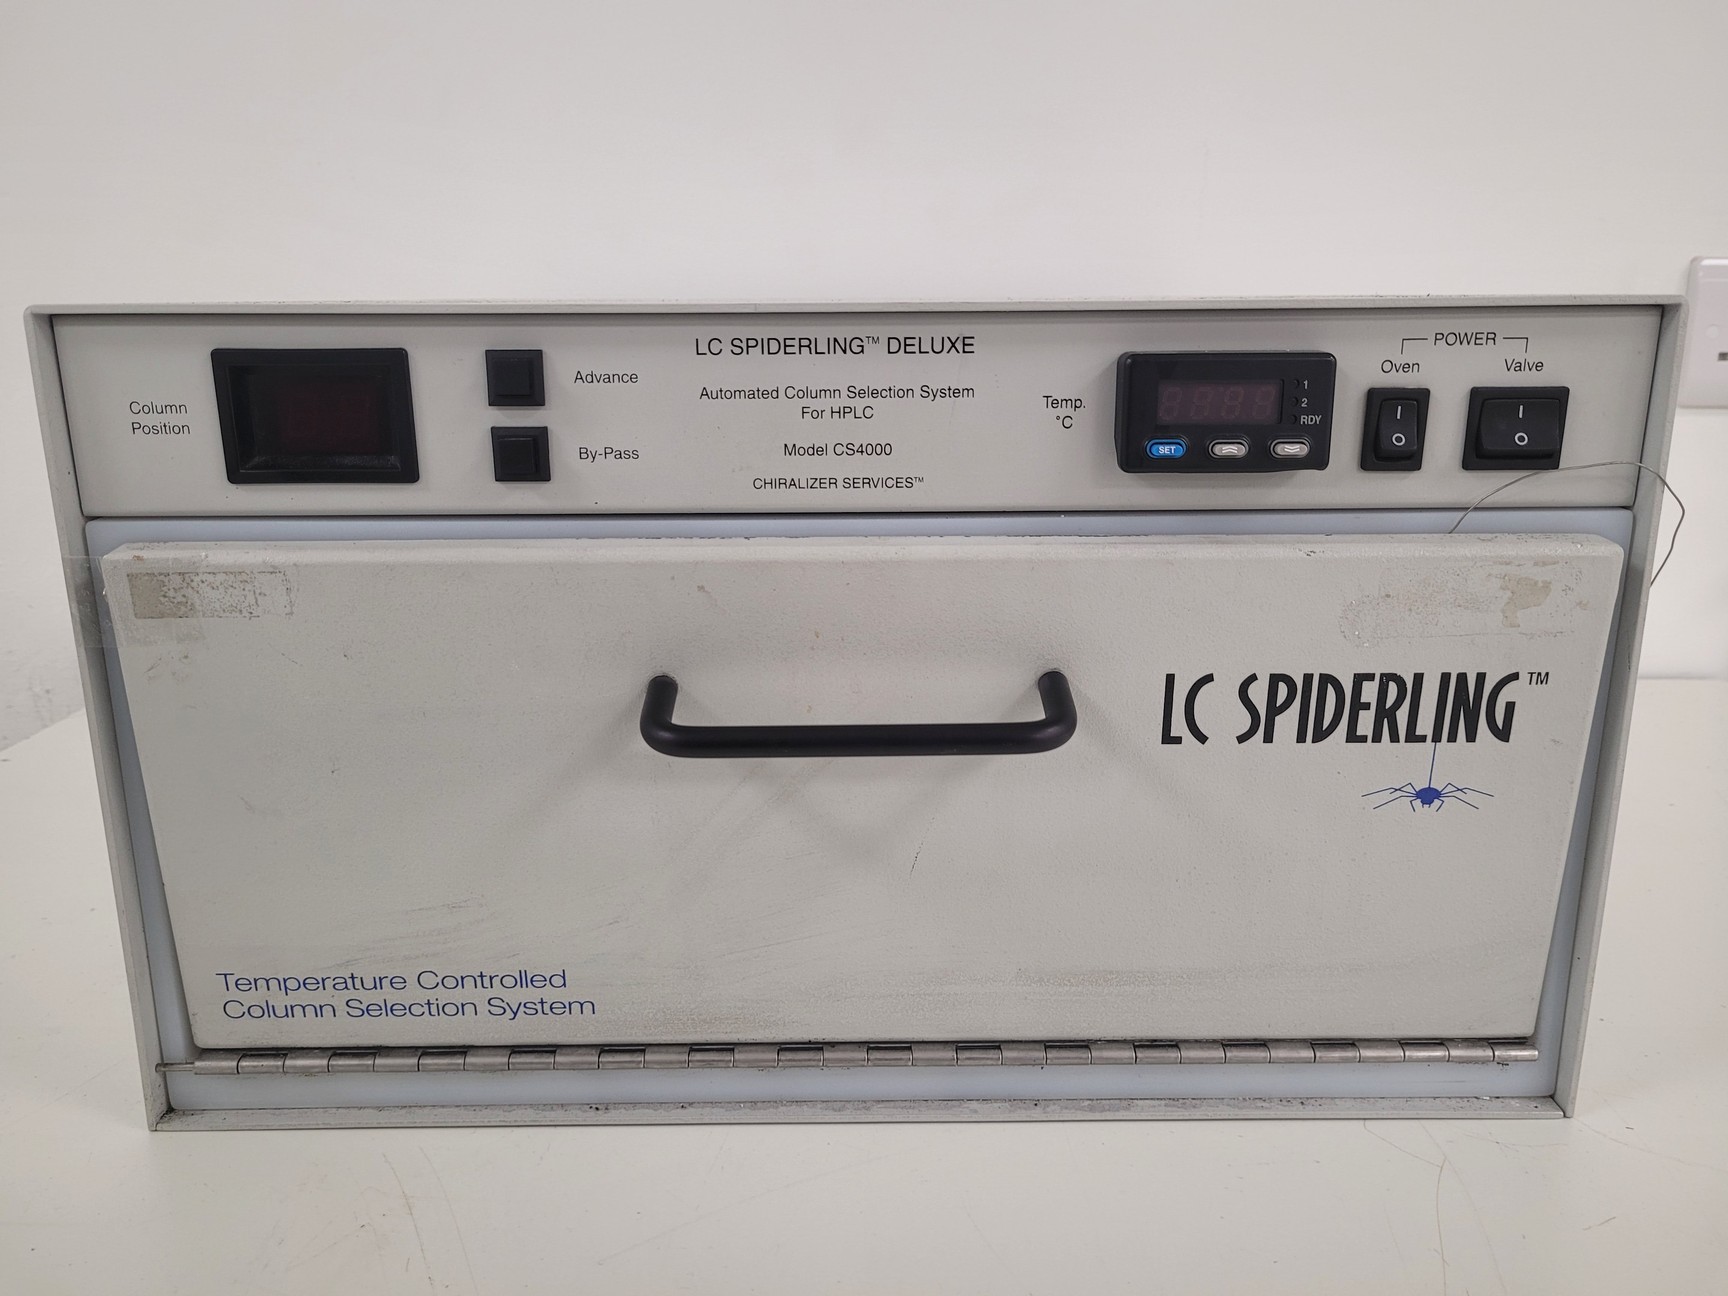 Column
Position
Advance
By-Pass
LC SPIDERLING™ DELUXE
Automated Column Selection System
For HPLC
Model CS4000
CHIRALIZER SERVICES™
Temp.
°C
1
2
RDY
SET
POWER
Oven
Valve
I
O
I
O
LC SPIDERLING™
Temperature Controlled
Column Selection System